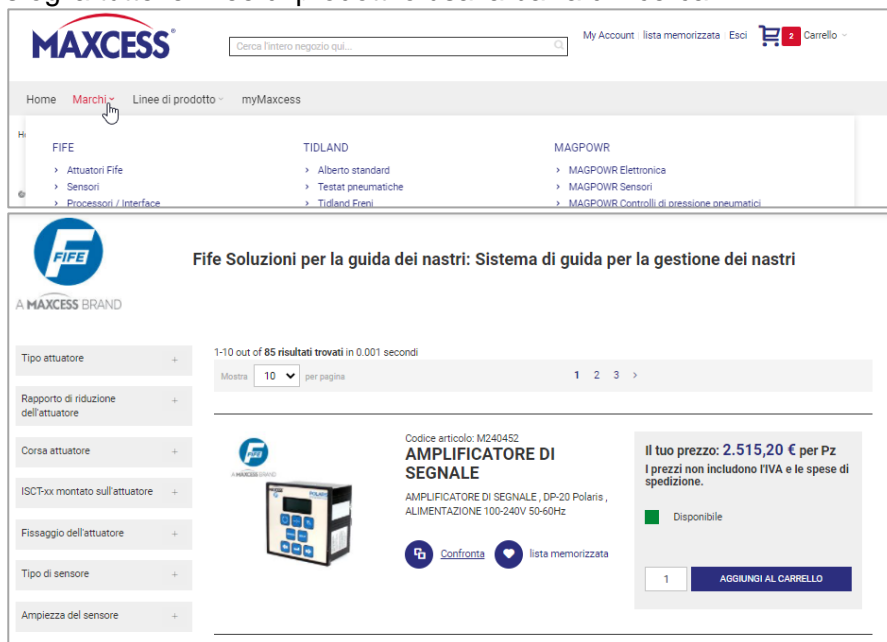 MAXCESS®
Cerca l'intero negozio qui...
My Account lista memorizzata Esci 2 Carrello
Home Marchi Linee di prodotto myMaxcess
FIFE TIDLAND MAGPOWR
> Attuatori Fife > Alberto standard > MAGPOWR Elettronica
> Sensori > Testat pneumatiche > MAGPOWR Sensori
> Processori / Interface > Tidland Freni > MAGPOWR Controlli di pressione pneumatici
FIFE
A MAXCESS BRAND
Fife Soluzioni per la guida dei nastri: Sistema di guida per la gestione dei nastri
Tipo attuatore +
Rapporto di riduzione
dell'attuatore +
Corsa attuatore +
ISCT-xx montato sull'attuatore +
Fissaggio dell'attuatore +
Tipo di sensore +
Ampiezza del sensore +
1-10 out of 85 risultati trovati in 0.001 secondi
Mostra 10 per pagina 1 2 3 >
FIFE
A MAXCESS BRAND
POLARIS
Codice articolo: M240452
AMPLIFICATORE DI
SEGNALE
AMPLIFICATORE DI SEGNALE , DP-20 Polaris ,
ALIMENTAZIONE 100-240V 50-60Hz
Confronta lista memorizzata
Il tuo prezzo: 2.515,20 € per Pz
I prezzi non includono l'IVA e le spese di
spedizione.
Disponibile
1 AGGIUNGI AL CARRELLO